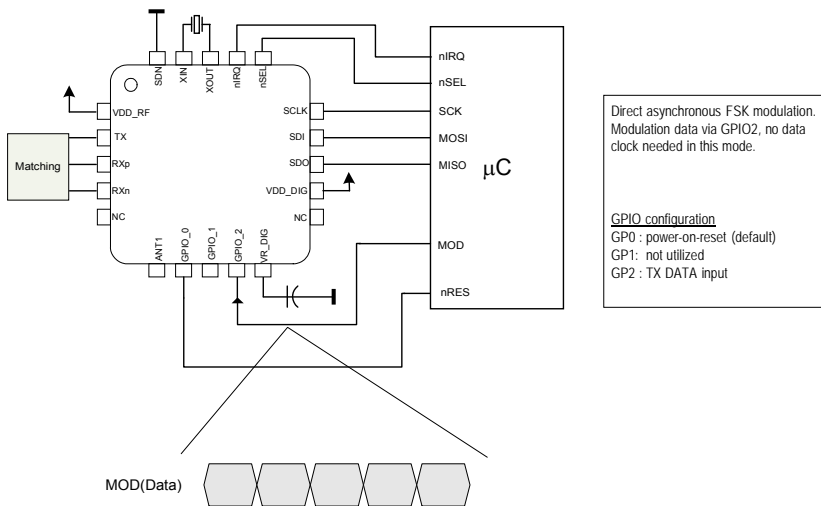 SDN
XIN
XOUT
nIRQ
nSEL
VDD_RF
TX
RXp
RXn
NC
SCLK
SDI
SDO
VDD_DIG
NC
ANT1
GPIO_0
GPIO_1
GPIO_2
VR_DIG
Matching
nIRQ
nSEL
SCK
MOSI
MISO
μC
MOD
nRES
Direct asynchronous FSK modulation.
Modulation data via GPIO2, no data
clock needed in this mode.
GPIO configuration
GP0 : power-on-reset (default)
GP1: not utilized
GP2 : TX DATA input
MOD(Data)